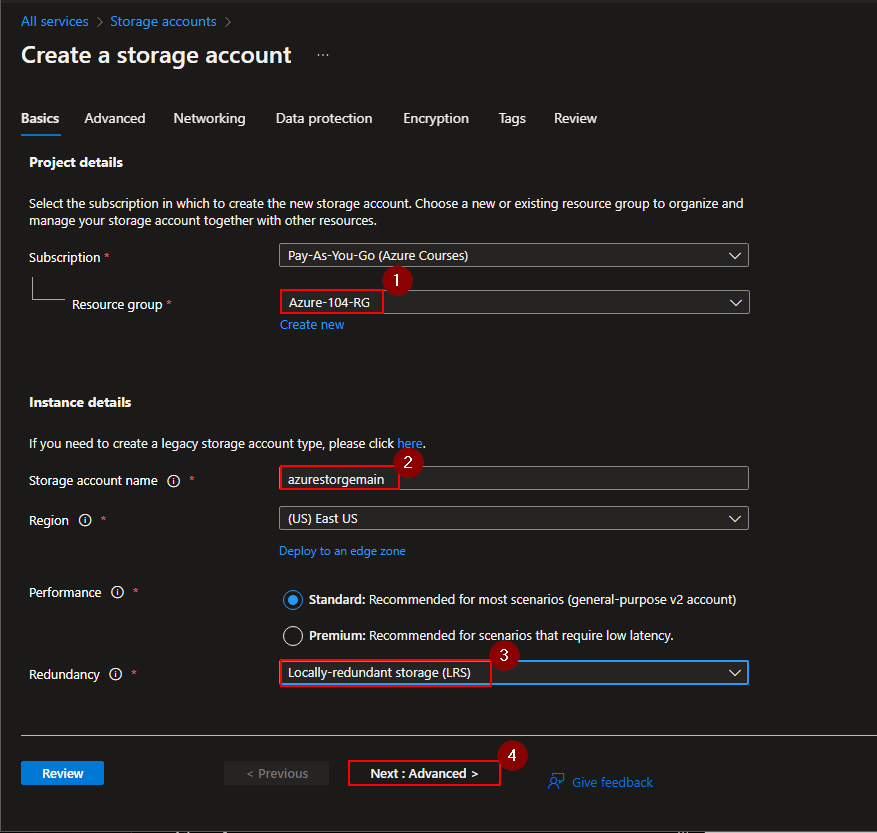 All services > Storage accounts >
Create a storage account ...
Basics Advanced Networking Data protection Encryption Tags Review
Project details
Select the subscription in which to create the new storage account. Choose a new or existing resource group to organize and
manage your storage account together with other resources.
Subscription * Pay-As-You-Go (Azure Courses)
1
Resource group * Azure-104-RG
Create new
Instance details
If you need to create a legacy storage account type, please click here.
2
Storage account name * azurestorgemain
Region * (US) East US
Deploy to an edge zone
Performance * Standard: Recommended for most scenarios (general-purpose v2 account)
Premium: Recommended for scenarios that require low latency.
3
Redundancy * Locally-redundant storage (LRS)
4
Review < Previous Next : Advanced > Give feedback